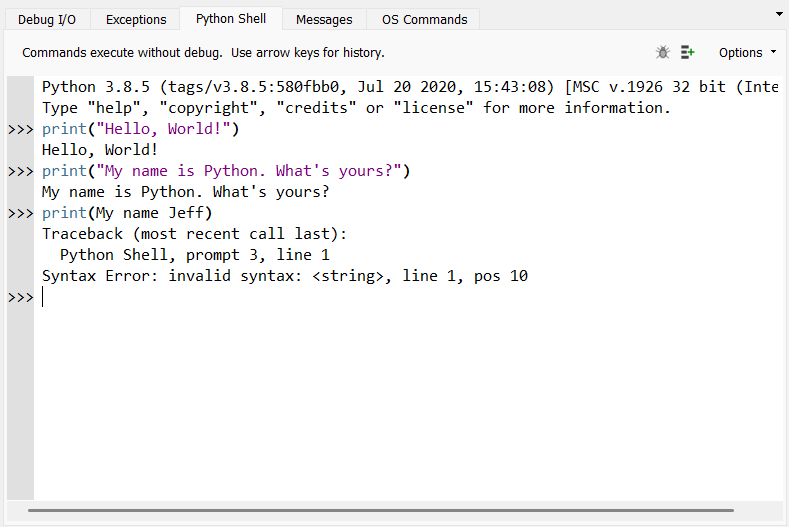 Debug I/O Exceptions Python Shell Messages OS Commands
Commands execute without debug. Use arrow keys for history. Options
Python 3.8.5 (tags/v3.8.5:580fbb0, Jul 20 2020, 15:43:08) [MSC v.1926 32 bit (Inte
Type "help", "copyright", "credits" or "license" for more information.
>>> print("Hello, World!")
Hello, World!
>>> print("My name is Python. What's yours?")
My name is Python. What's yours?
>>> print(My name Jeff)
Traceback (most recent call last):
  Python Shell, prompt 3, line 1
Syntax Error: invalid syntax: <string>, line 1, pos 10
>>>